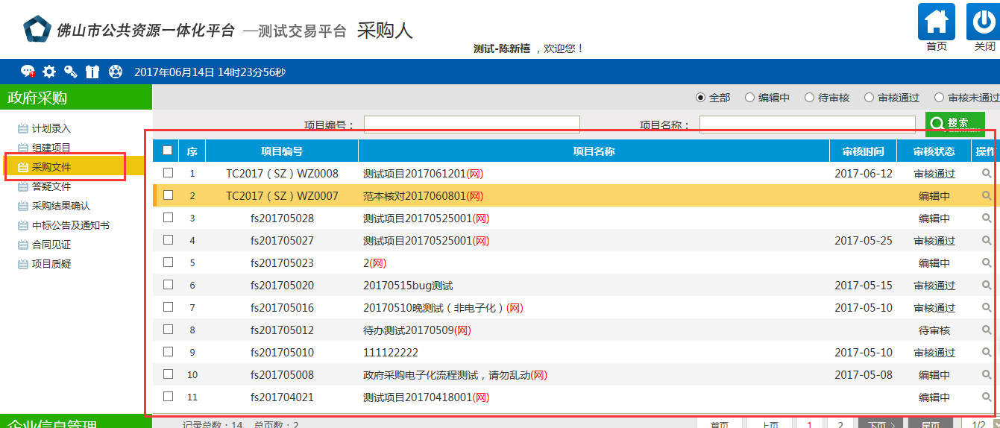 佛山市公共资源一体化平台 —测试交易平台 采购人
测试-陈新禧 ，欢迎您！
首页 关闭
2017年06月14日 14时23分56秒
政府采购
全部 编辑中 待审核 审核通过 审核未通过
项目编号： 项目名称： 搜索
计划录入
组建项目
采购文件
答疑文件
采购结果确认
中标公告及通知书
合同见证
项目质疑
序 项目编号 项目名称 审核时间 审核状态 操作
1 TC2017（SZ）WZ0008 测试项目2017061201(网) 2017-06-12 审核通过
2 TC2017（SZ）WZ0007 范本核对2017060801(网) 编辑中
3 fs201705028 测试项目20170525001(网) 编辑中
4 fs201705027 测试项目20170525001(网) 2017-05-25 审核通过
5 fs201705023 2(网) 编辑中
6 fs201705020 20170515bug测试 2017-05-15 审核通过
7 fs201705016 20170510晚测试（非电子化）(网) 2017-05-10 审核通过
8 fs201705012 待办测试20170509(网) 待审核
9 fs201705010 111122222 2017-05-10 审核通过
10 fs201705008 政府采购电子化流程测试，请勿乱动(网) 2017-05-08 编辑中
11 fs201704021 测试项目20170418001(网) 编辑中
企业信息管理
记录总数：14 总页数：2 首页 上页 1 2 下页 尾页 1/2